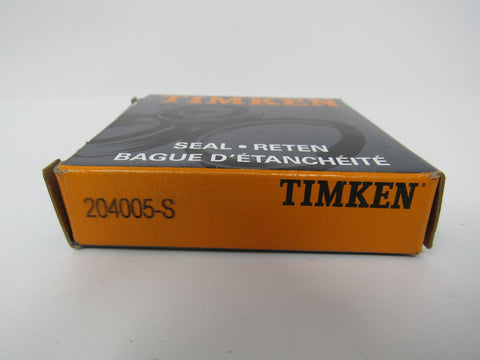 TIMKEN
SEAL • RETEN
BAGUE D'ÉTANCHÉITÉ
TIMKEN®
204005-S